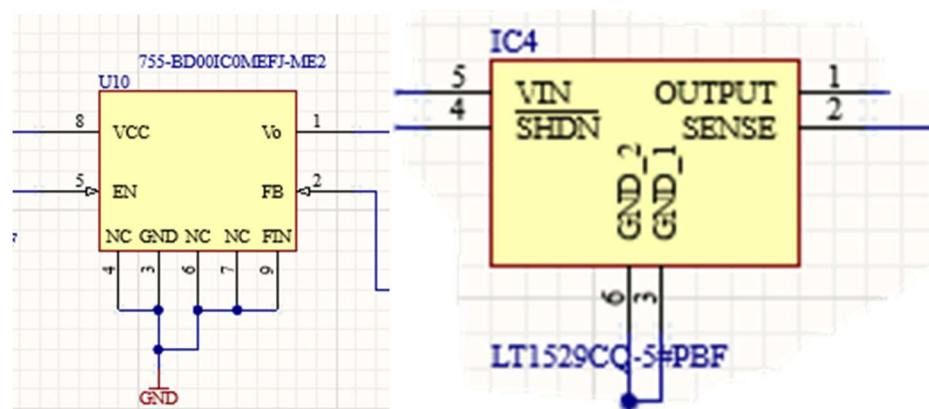 755-BD00IC0MEFJ-ME2
U10
8 VCC Vo 1
5 EN FB 2
NC GND NC NC FIN
4 3 6 7 9
GND
IC4
5 VIN OUTPUT 1
4 SHDN SENSE 2
GND_2 GND_1
6 3
LT1529CQ-5#PBF